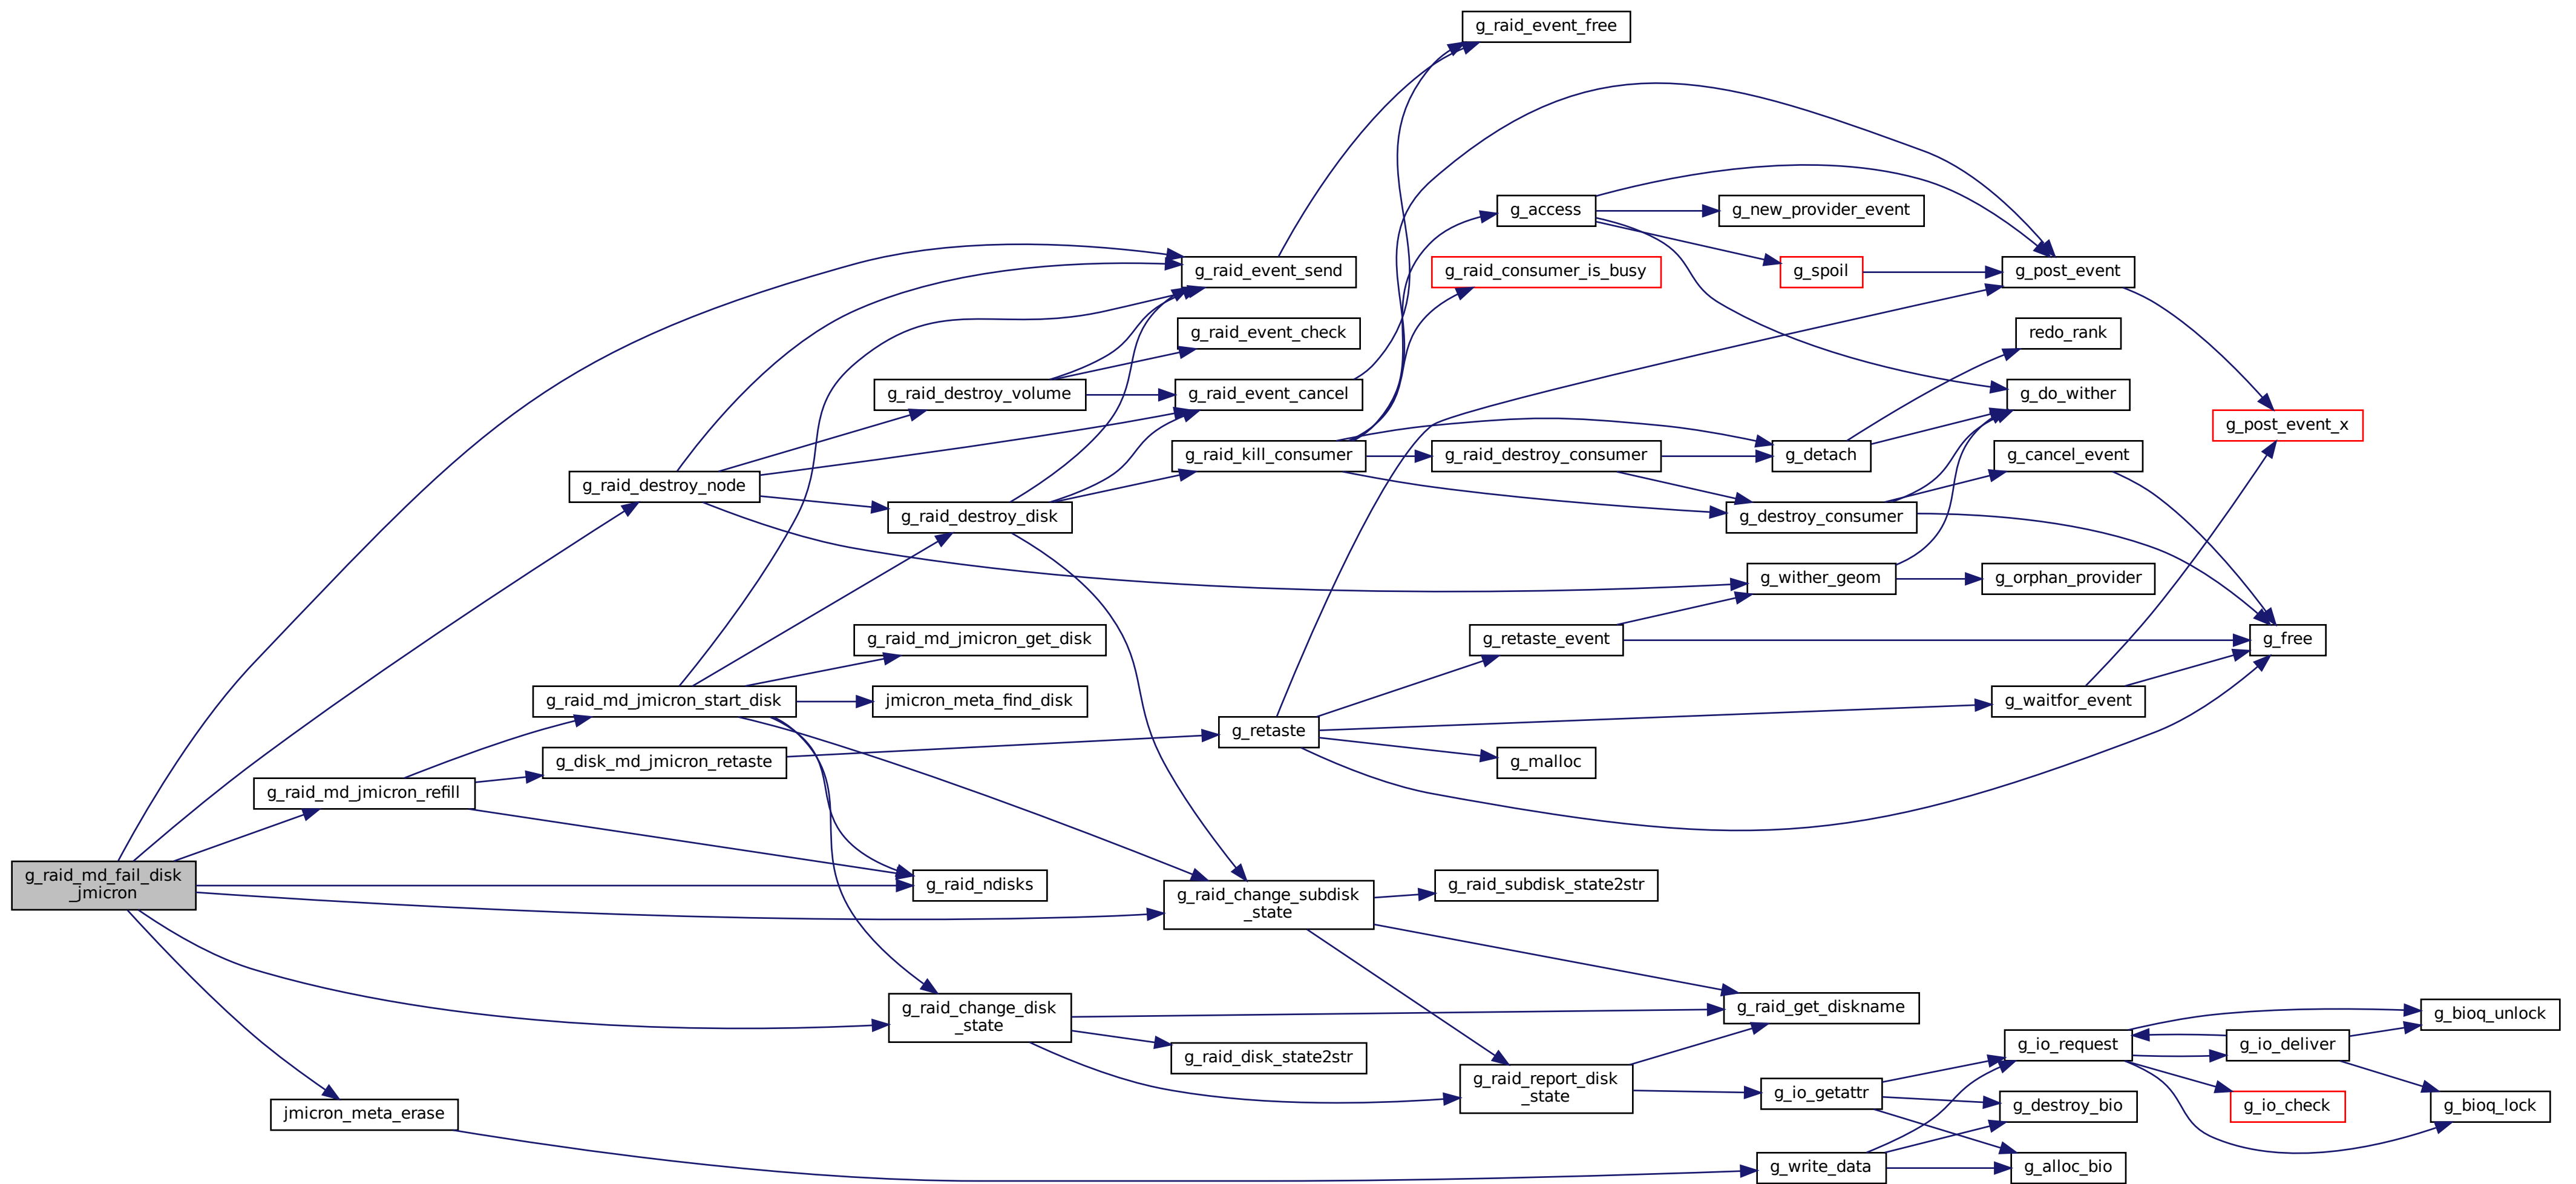 g_raid_event_free
g_access
g_new_provider_event
g_raid_event_send
g_raid_consumer_is_busy
g_spoil
g_post_event
g_raid_event_check
redo_rank
g_raid_destroy_volume
g_raid_event_cancel
g_do_wither
g_post_event_x
g_raid_kill_consumer
g_raid_destroy_consumer
g_detach
g_cancel_event
g_raid_destroy_node
g_raid_destroy_disk
g_destroy_consumer
g_wither_geom
g_orphan_provider
g_raid_md_jmicron_get_disk
g_retaste_event
g_free
g_raid_md_jmicron_start_disk
jmicron_meta_find_disk
g_waitfor_event
g_retaste
g_disk_md_jmicron_retaste
g_malloc
g_raid_md_jmicron_refill
g_raid_md_fail_disk
_jmicron
g_raid_ndisks
g_raid_change_subdisk
_state
g_raid_subdisk_state2str
g_raid_change_disk
_state
g_raid_get_diskname
g_bioq_unlock
g_io_request
g_io_deliver
g_raid_disk_state2str
g_raid_report_disk
_state
g_io_getattr
g_destroy_bio
g_io_check
g_bioq_lock
jmicron_meta_erase
g_write_data
g_alloc_bio